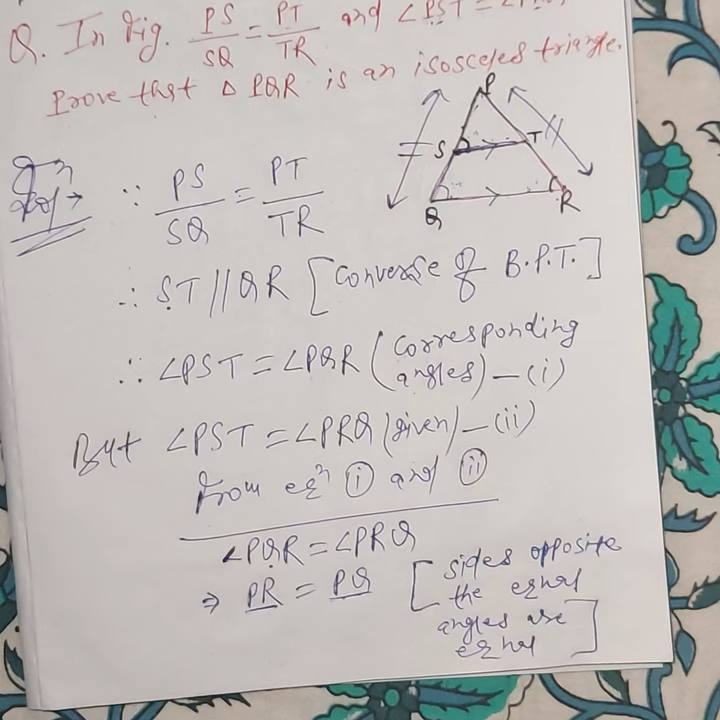 Q. In Fig. PS/SQ = PT/TR and ∠PST =
Prove that Δ PQR is an isosceles triangle.
P
S T
Q R
∵ PS/SQ = PT/TR
∴ ST || QR [Converse of B.P.T.]
∴ ∠PST = ∠PQR (corresponding angles) – (i)
But ∠PST = ∠PRQ (given) – (ii)
From eqⁿ (i) and (ii)
∠PQR = ∠PRQ
⇒ PR = PQ [sides opposite
the equal
angles are
equal]